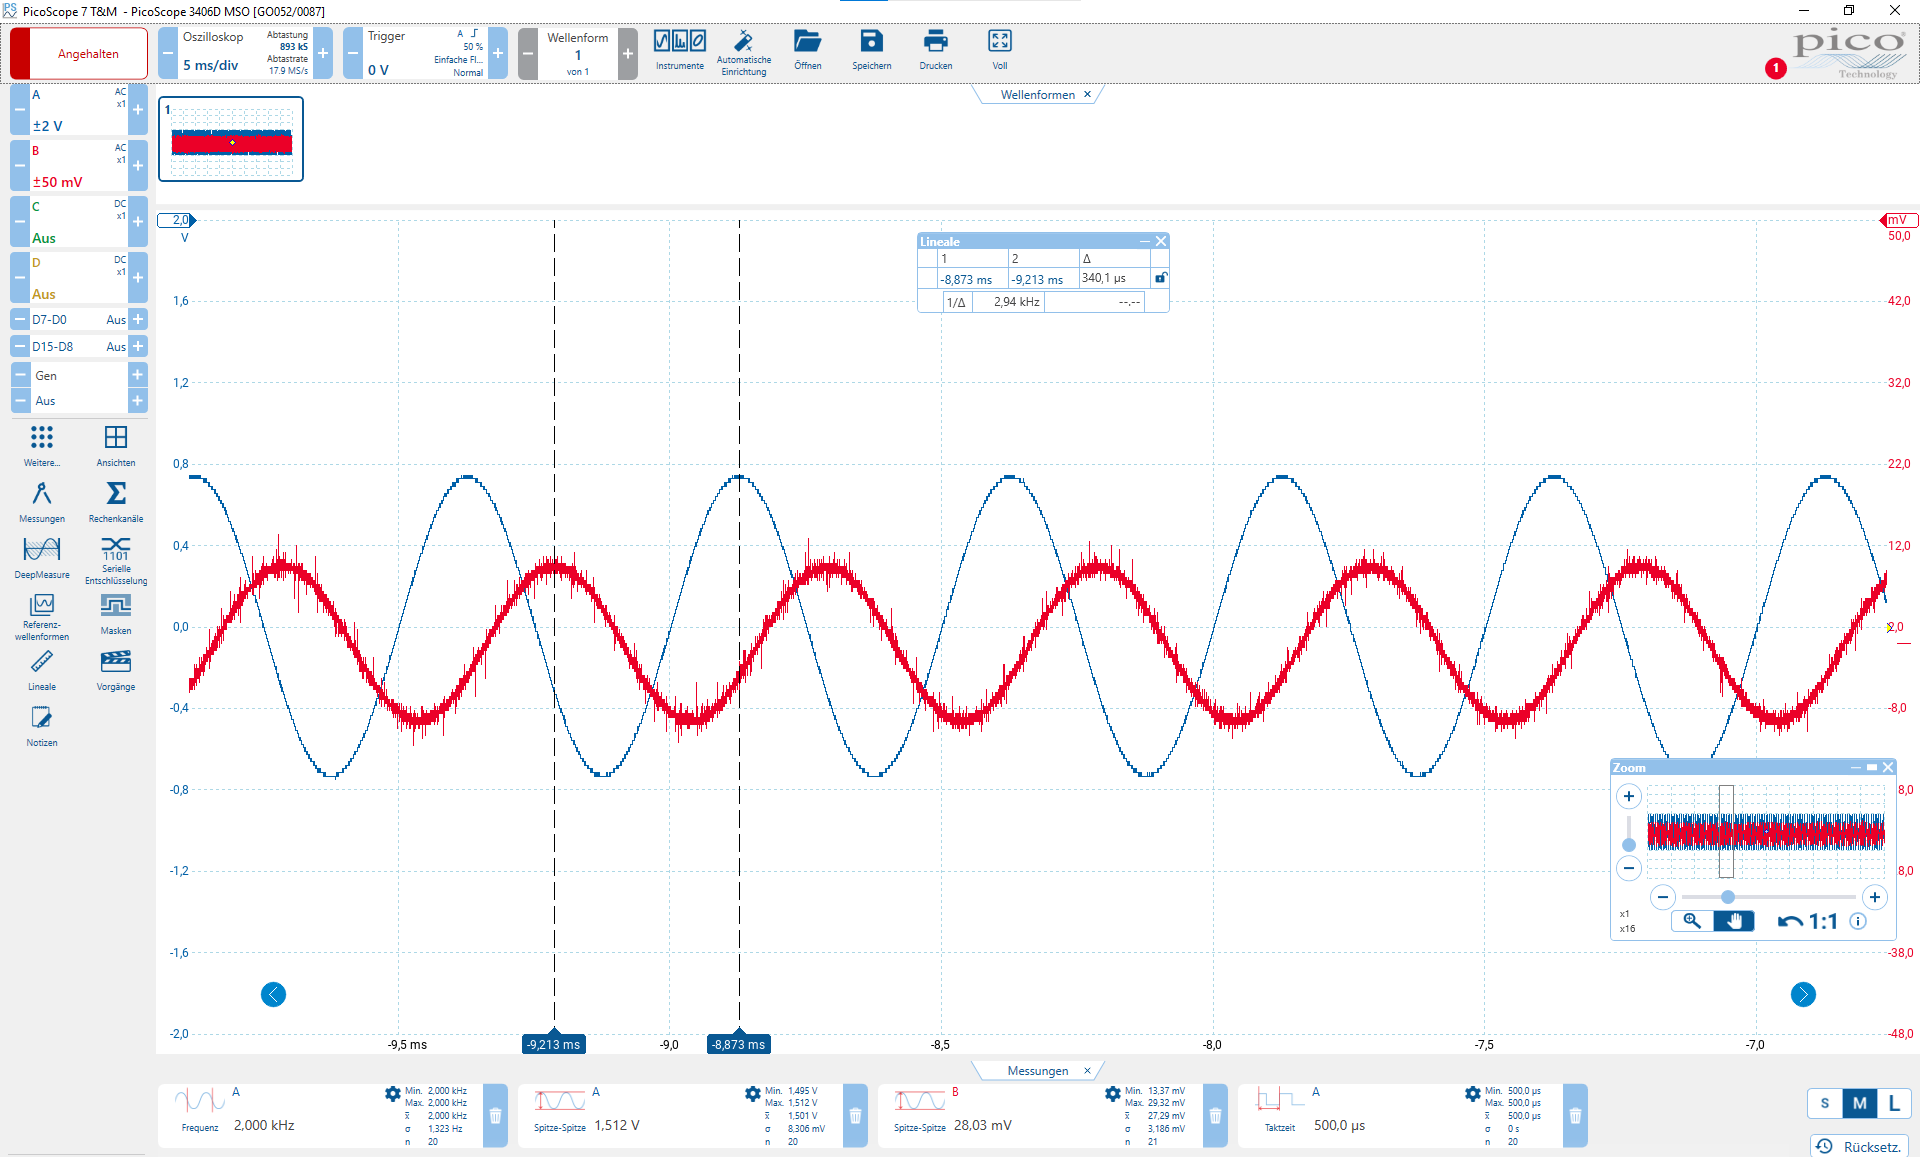 PicoScope 7 T&M - PicoScope 3406D MSO [GO052/0087]
Angehalten
Oszilloskop
5 ms/div
Abtastung
893 kS
Abtastrate
17.9 MS/s
Trigger
0 V
A
50 %
Einfache Fl...
Normal
Wellenform
1
von 1
Instrumente
Automatische
Einrichtung
Öffnen
Speichern
Drucken
Voll
1
pico
Technology
A
AC
x1
±2 V
B
AC
x1
±50 mV
C
DC
x1
Aus
D
DC
x1
Aus
D7-D0 Aus
D15-D8 Aus
Gen
Aus
Weitere...
Ansichten
Messungen
Rechenkanäle
DeepMeasure
1101
Serielle
Entschlüsselung
Referenz-
wellenformen
Masken
Lineale
Vorgänge
Notizen
Wellenformen ×
1
2,0
V
1,6
1,2
0,8
0,4
0,0
-0,4
-0,8
-1,2
-1,6
-2,0
mV
50,0
42,0
32,0
22,0
12,0
2,0
-8,0
8,0
8,0
-38,0
-48,0
Lineale
1 2 Δ
-8,873 ms -9,213 ms 340,1 µs
1/Δ 2,94 kHz --.--
Zoom
x1
x16
1:1
-9,5 ms
-9,213 ms
-9,0
-8,873 ms
-8,5
-8,0
-7,5
-7,0
Messungen ×
A
Frequenz 2,000 kHz
Min. 2,000 kHz
Max. 2,000 kHz
x̄ 2,000 kHz
σ 1,323 Hz
n 20
A
Spitze-Spitze 1,512 V
Min. 1,495 V
Max. 1,512 V
x̄ 1,501 V
σ 8,306 mV
n 20
B
Spitze-Spitze 28,03 mV
Min. 13,37 mV
Max. 29,32 mV
x̄ 27,29 mV
σ 3,186 mV
n 21
A
Taktzeit 500,0 µs
Min. 500,0 µs
Max. 500,0 µs
x̄ 500,0 µs
σ 0 s
n 20
S M L
Rücksetz.